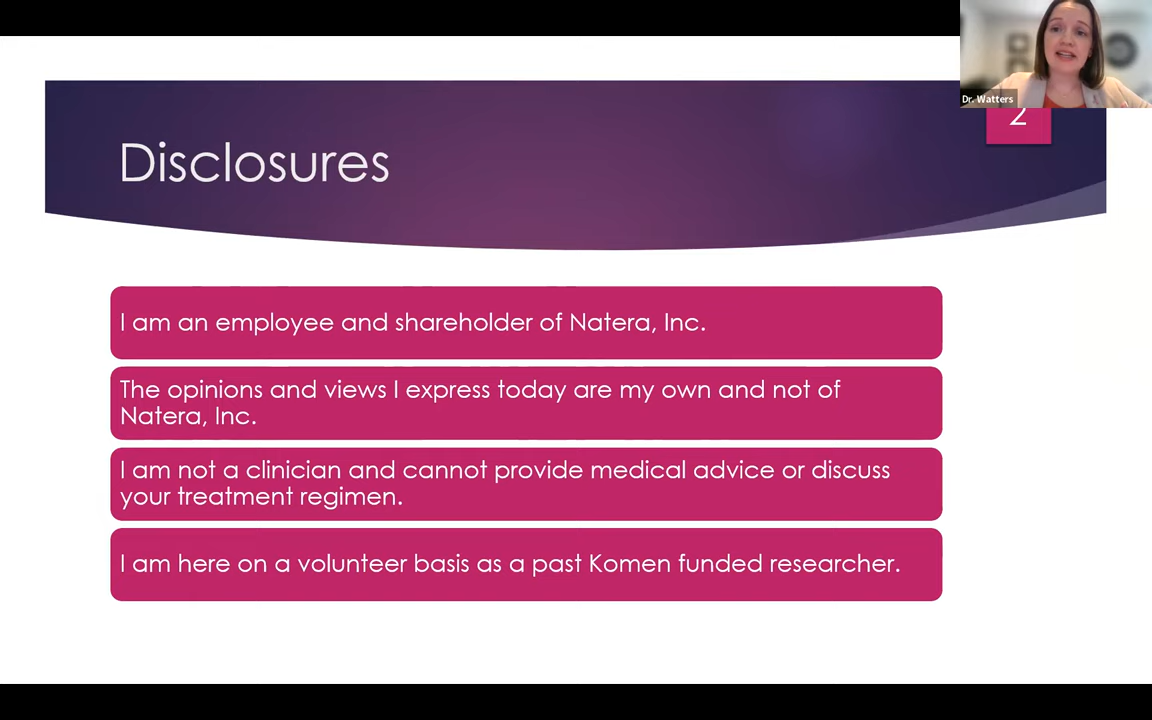 Dr. Watters
2
Disclosures
I am an employee and shareholder of Natera, Inc.
The opinions and views I express today are my own and not of
Natera, Inc.
I am not a clinician and cannot provide medical advice or discuss
your treatment regimen.
I am here on a volunteer basis as a past Komen funded researcher.